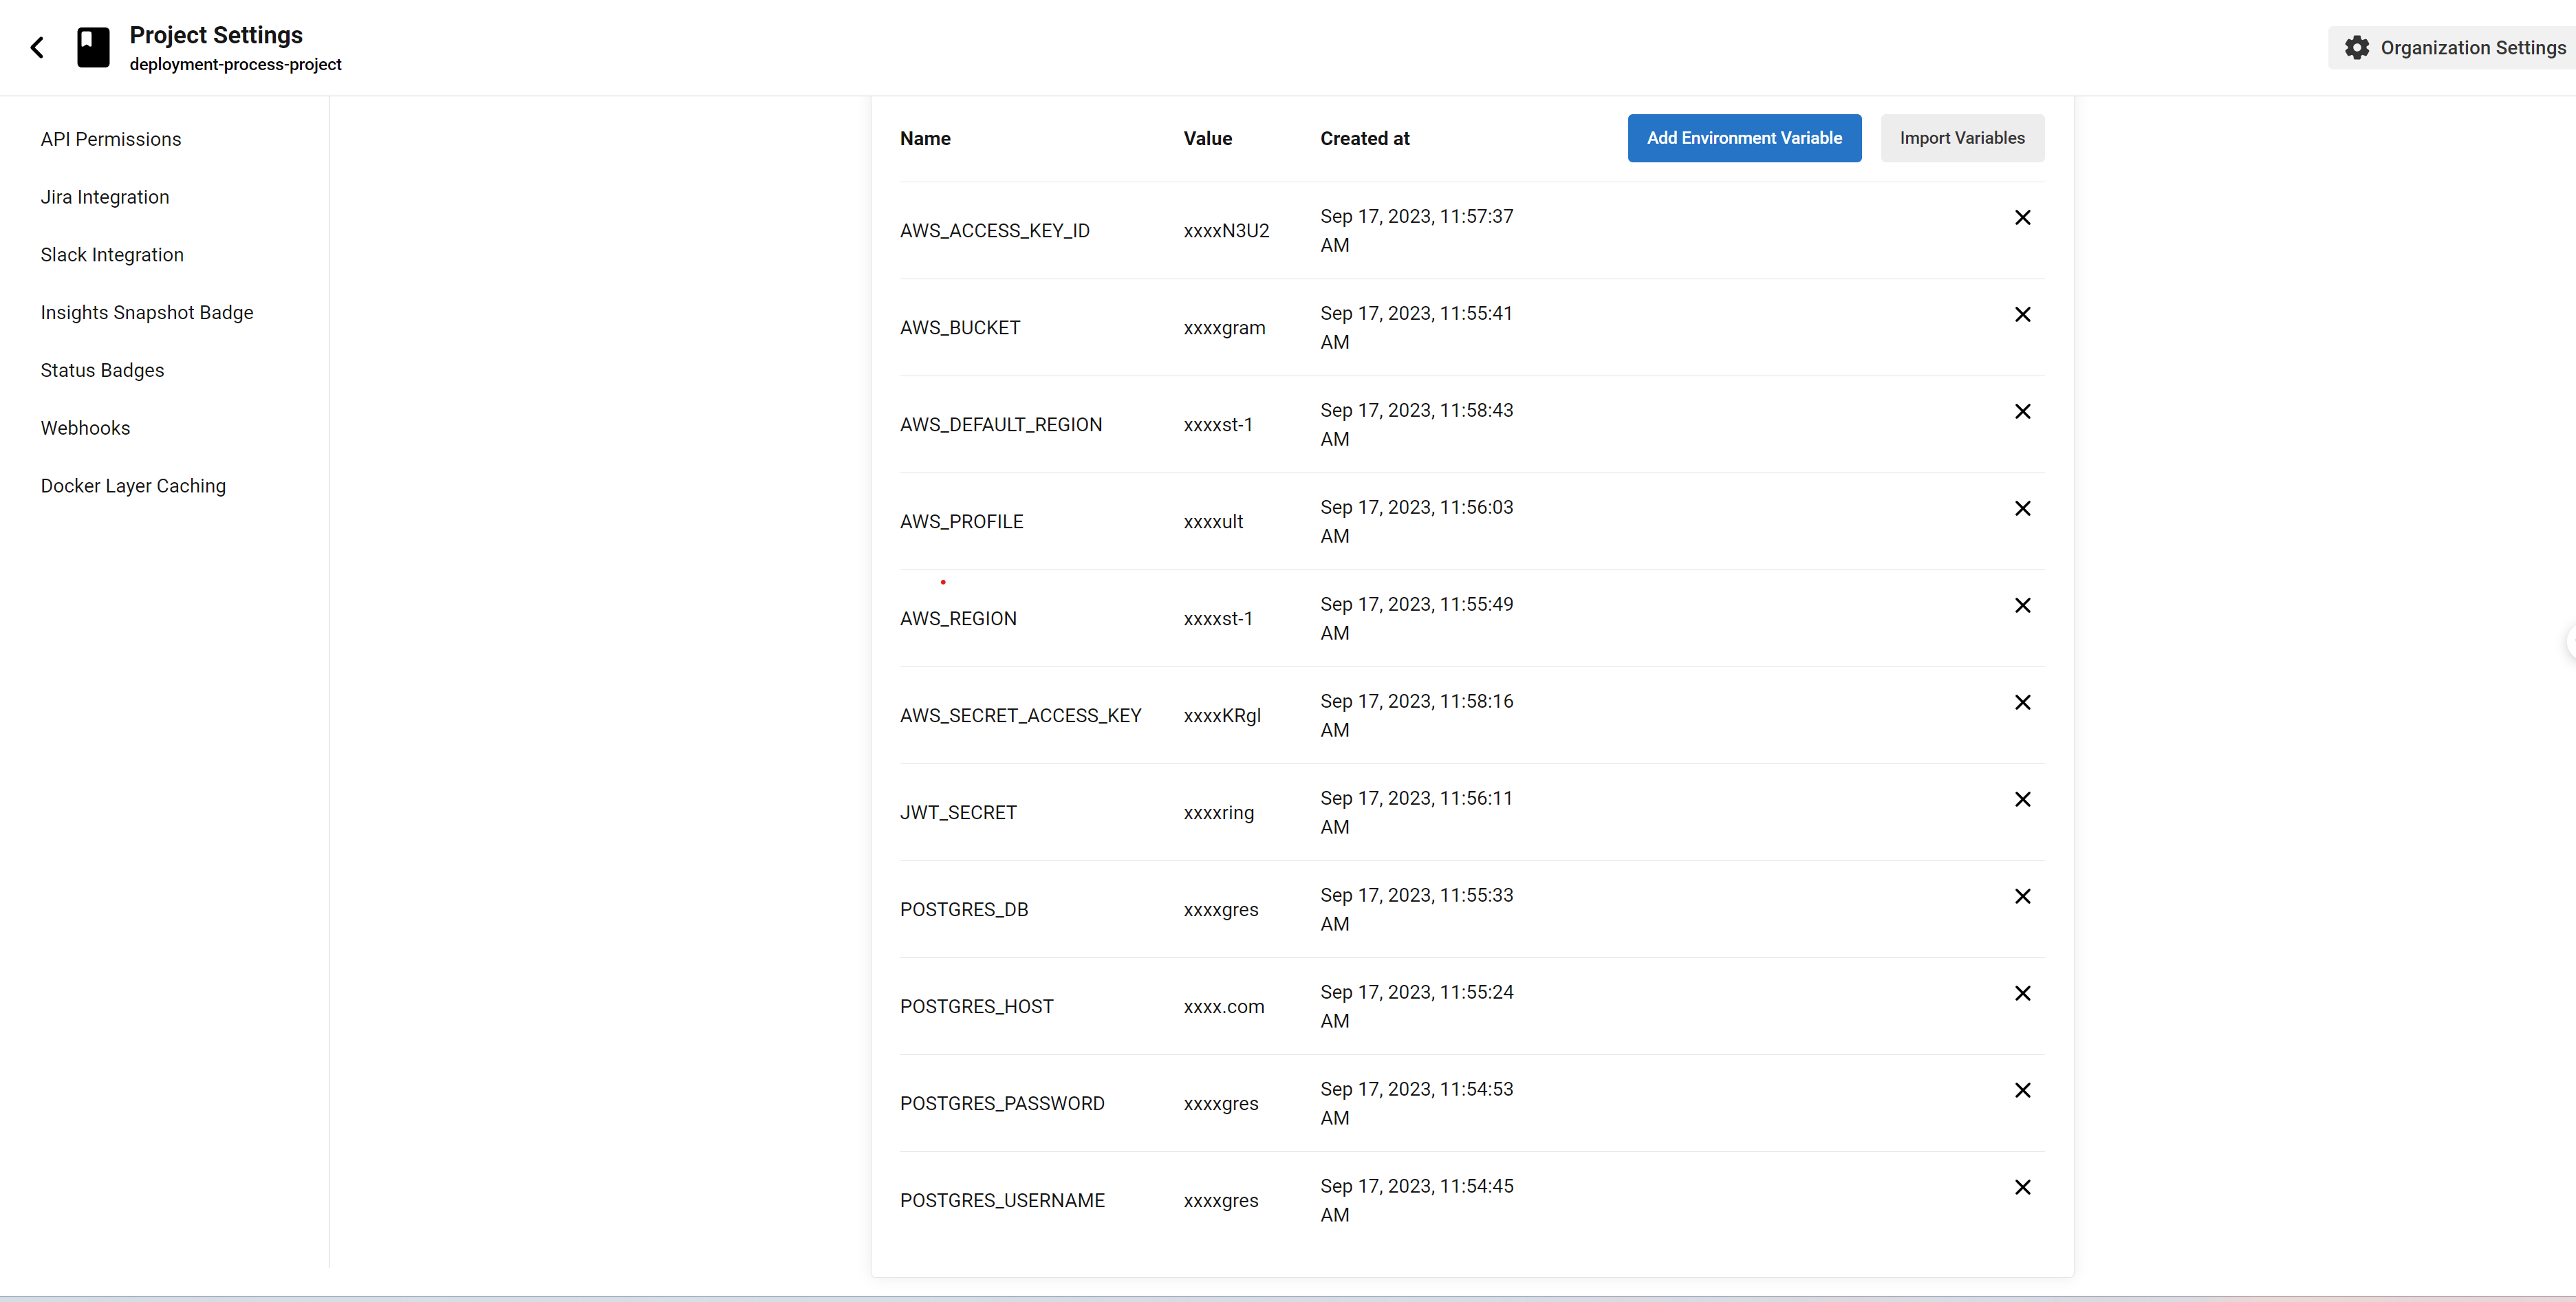 Project Settings
deployment-process-project
Organization Settings
API Permissions
Jira Integration
Slack Integration
Insights Snapshot Badge
Status Badges
Webhooks
Docker Layer Caching
Name Value Created at Add Environment Variable Import Variables
AWS_ACCESS_KEY_ID xxxxN3U2 Sep 17, 2023, 11:57:37
AM
AWS_BUCKET xxxxgram Sep 17, 2023, 11:55:41
AM
AWS_DEFAULT_REGION xxxxst-1 Sep 17, 2023, 11:58:43
AM
AWS_PROFILE xxxxult Sep 17, 2023, 11:56:03
AM
AWS_REGION xxxxst-1 Sep 17, 2023, 11:55:49
AM
AWS_SECRET_ACCESS_KEY xxxxKRgl Sep 17, 2023, 11:58:16
AM
JWT_SECRET xxxxring Sep 17, 2023, 11:56:11
AM
POSTGRES_DB xxxxgres Sep 17, 2023, 11:55:33
AM
POSTGRES_HOST xxxx.com Sep 17, 2023, 11:55:24
AM
POSTGRES_PASSWORD xxxxgres Sep 17, 2023, 11:54:53
AM
POSTGRES_USERNAME xxxxgres Sep 17, 2023, 11:54:45
AM